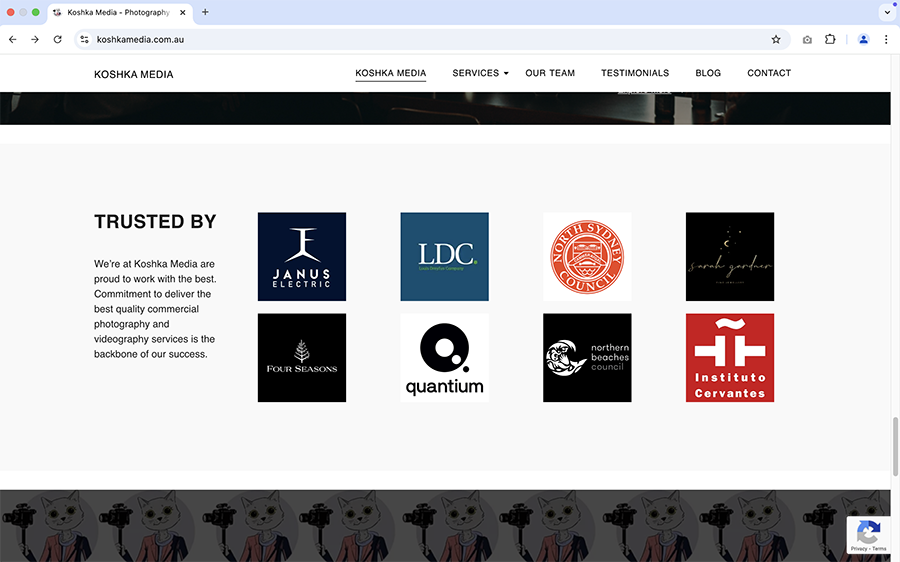 Koshka Media - Photography
koshkamedia.com.au
KOSHKA MEDIA
KOSHKA MEDIA
SERVICES
OUR TEAM
TESTIMONIALS
BLOG
CONTACT
TRUSTED BY
We're at Koshka Media are
proud to work with the best.
Commitment to deliver the
best quality commercial
photography and
videography services is the
backbone of our success.
JANUS
ELECTRIC
LDC.
Louis Dreyfus Company
NORTH SYDNEY
COUNCIL
sarah gardner
FOUR SEASONS
quantium
northern
beaches
council
Instituto
Cervantes
Privacy - Terms